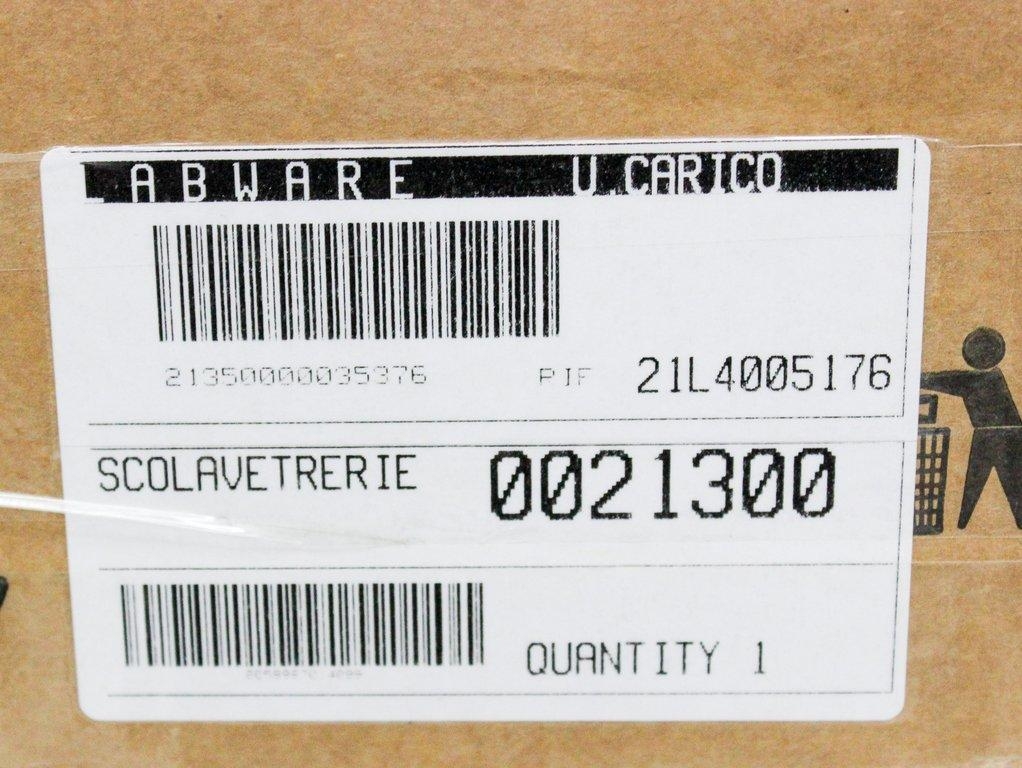 LABWARE U.CARICO
21350000035376 RIF 21L4005176
SCOLAVETRERIE 0021300
QUANTITY 1